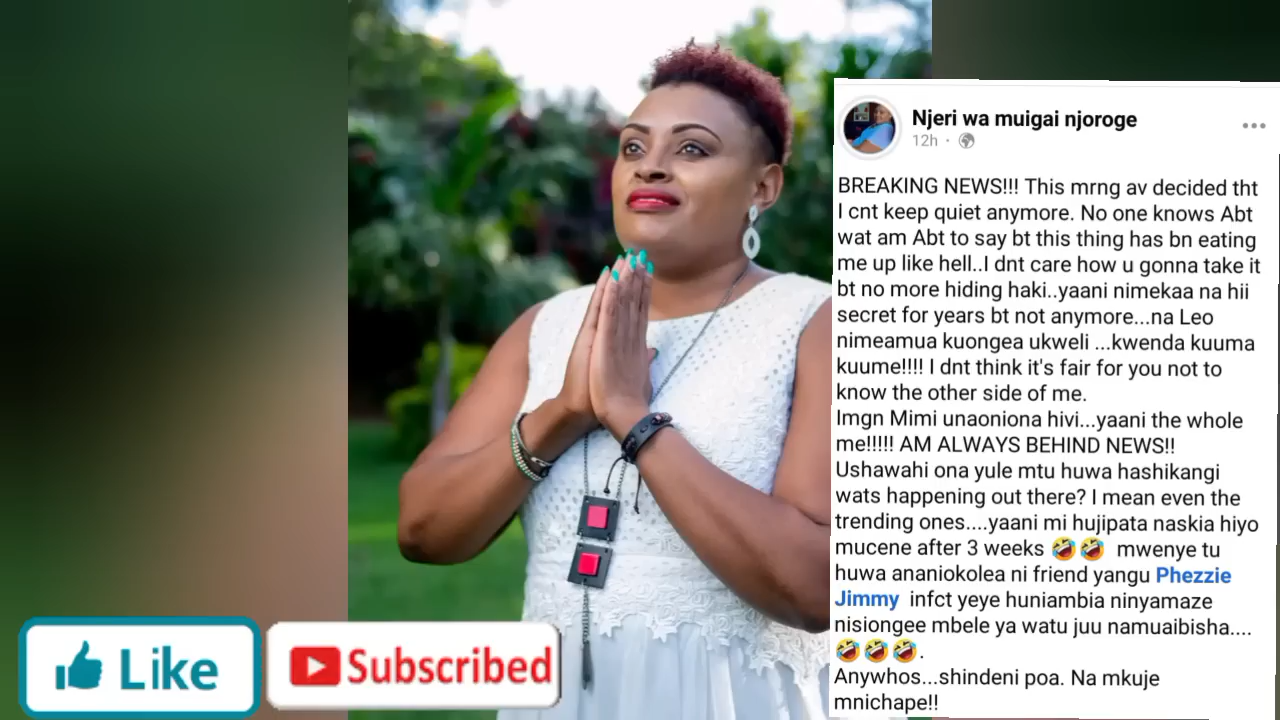 Njeri wa muigai njoroge
12h ·
BREAKING NEWS!!! This mrng av decided tht
I cnt keep quiet anymore. No one knows Abt
wat am Abt to say bt this thing has bn eating
me up like hell..I dnt care how u gonna take it
bt no more hiding haki..yaani nimekaa na hii
secret for years bt not anymore...na Leo
nimeamua kuongea ukweli ...kwenda kuuma
kuume!!!! I dnt think it's fair for you not to
know the other side of me.
Imgn Mimi unaoniona hivi...yaani the whole
me!!!!! AM ALWAYS BEHIND NEWS!!
Ushawahi ona yule mtu huwa hashikangi
wats happening out there? I mean even the
trending ones....yaani mi hujipata naskia hiyo
mucene after 3 weeks 🤣🤣 mwenye tu
huwa ananiokolea ni friend yangu Phezzie
Jimmy infct yeye huniambia ninyamaze
nisiongee mbele ya watu juu namuaibisha....
🤣🤣🤣.
Anywhos...shindeni poa. Na mkuje
mnichape!!
Like
Subscribed